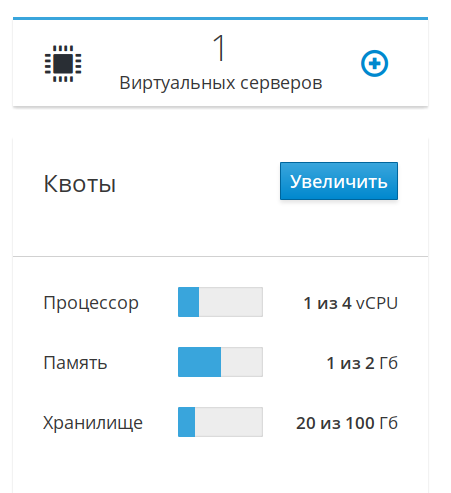 1
Виртуальных серверов
Квоты
Увеличить
Процессор 1 из 4 vCPU
Память 1 из 2 Гб
Хранилище 20 из 100 Гб